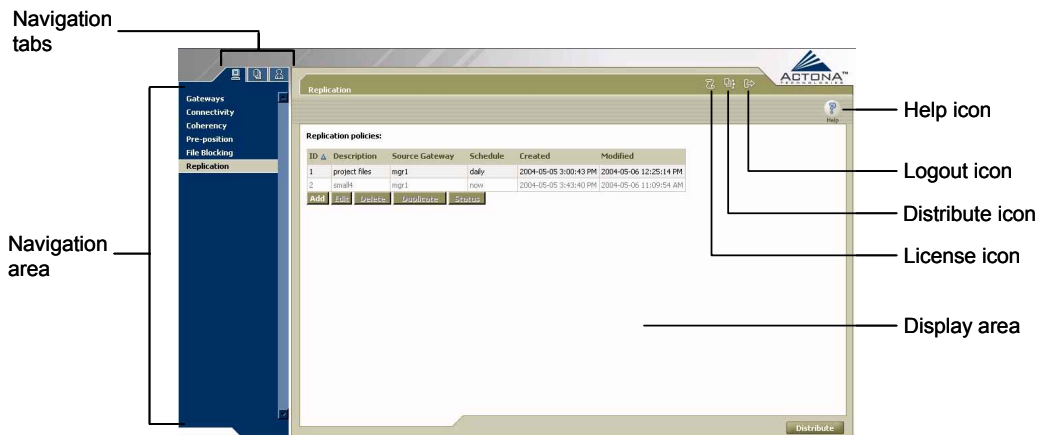 Navigation
tabs
ACTONA™
TECHNOLOGIES
Replication
Help icon
Help
Gateways
Connectivity
Coherency
Pre-position
File Blocking
Replication
Replication policies:
ID Description Source Gateway Schedule Created Modified
1 project files mgr1 daily 2004-05-05 3:00:43 PM 2004-05-06 12:25:14 PM
2 small4 mgr1 now 2004-05-05 3:43:40 PM 2004-05-06 11:09:54 AM
Add Edit Delete Duplicate Status
Logout icon
Distribute icon
License icon
Navigation
area
Display area
Distribute